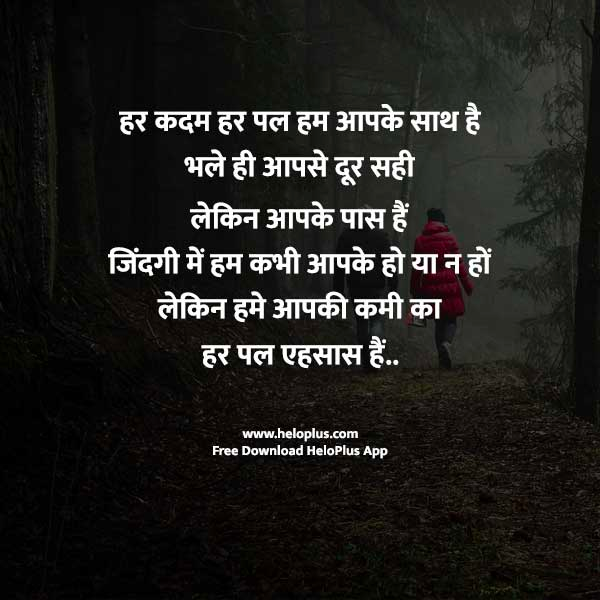 हर कदम हर पल हम आपके साथ है
भले ही आपसे दूर सही
लेकिन आपके पास हैं
जिंदगी में हम कभी आपके हो या न हों
लेकिन हमे आपकी कमी का
हर पल एहसास हैं..
www.heloplus.com
Free Download HeloPlus App